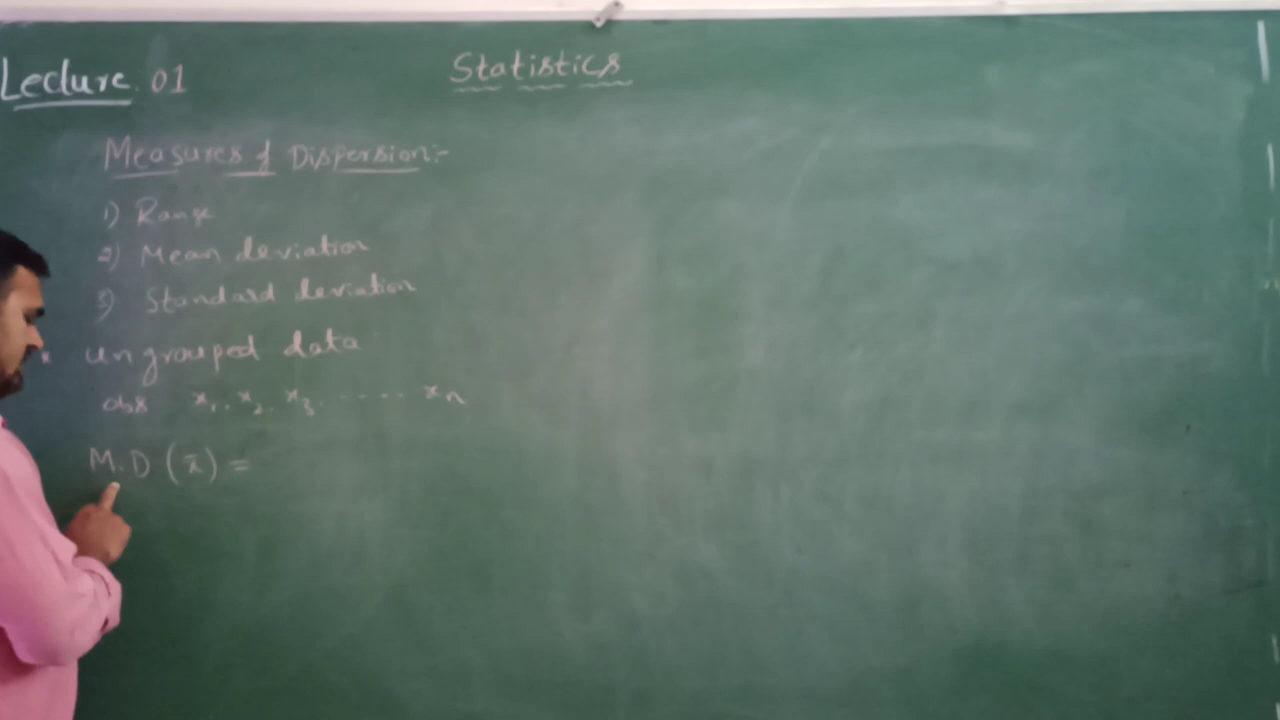 Lecture 01
Statistics
Measures of Dispersion:-
1) Range
2) Mean deviation
3) Standard deviation
* ungrouped data
obs x₁, x₂, x₃, ...... xₙ
M.D (x̄) =